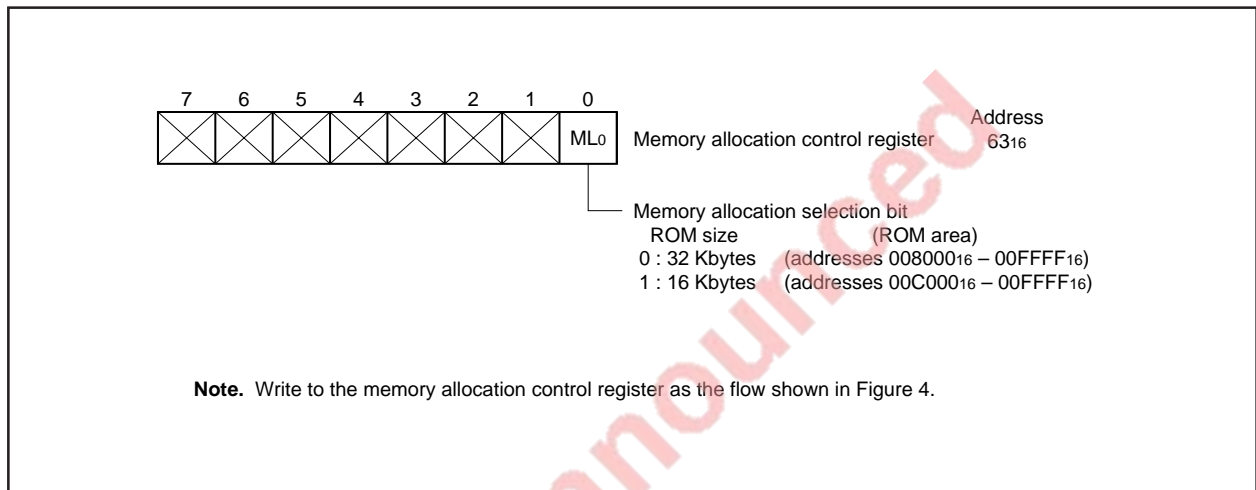 7 6 5 4 3 2 1 0
Address
ML0 Memory allocation control register 6316
Memory allocation selection bit
ROM size (ROM area)
0 : 32 Kbytes (addresses 00800016 – 00FFFF16)
1 : 16 Kbytes (addresses 00C00016 – 00FFFF16)
Note. Write to the memory allocation control register as the flow shown in Figure 4.
nounced